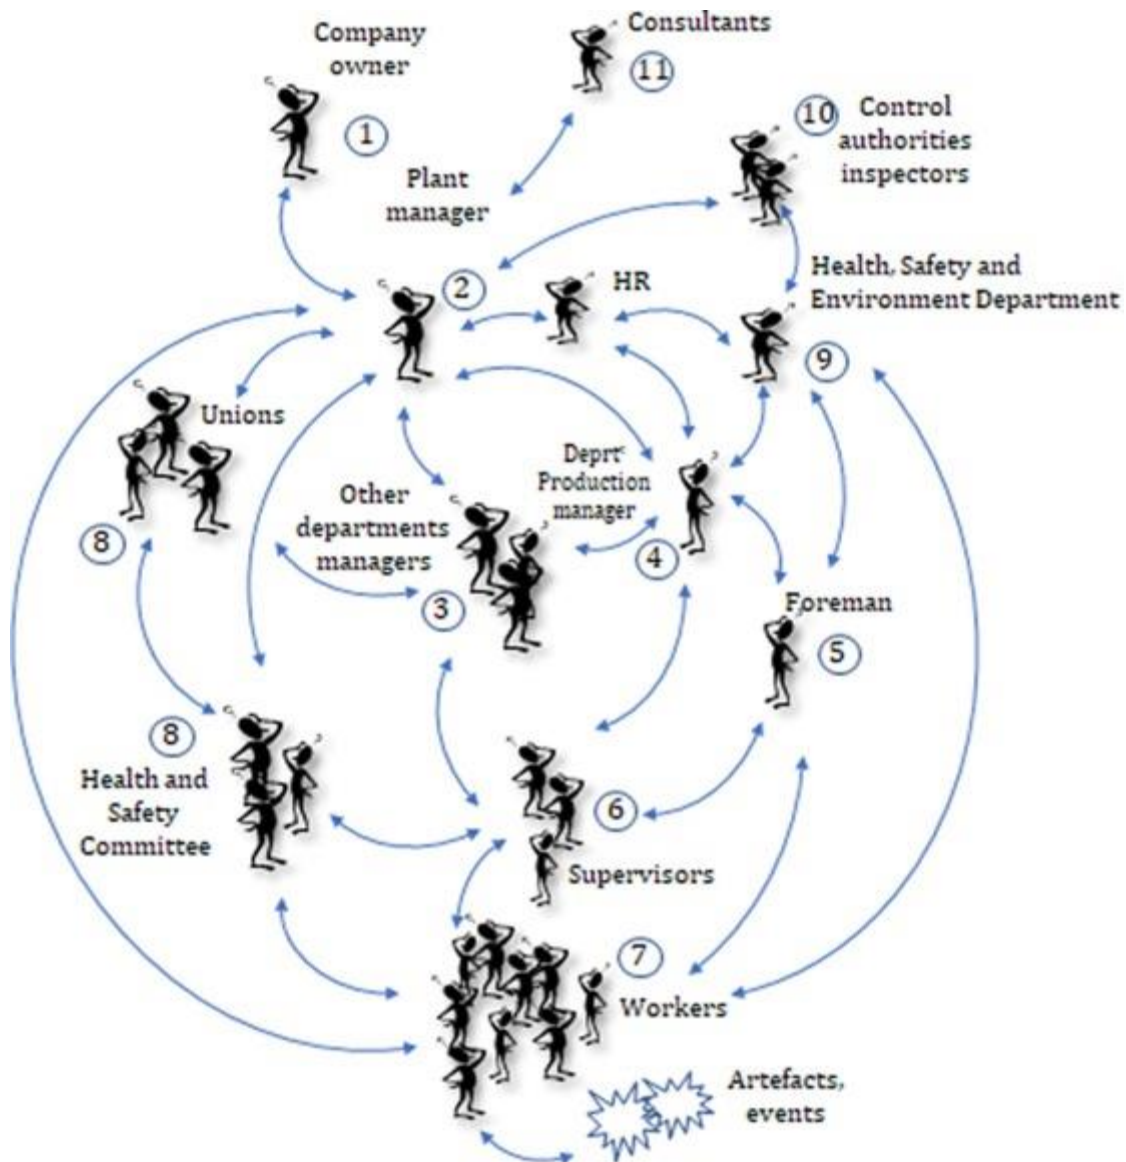 Company
owner
1
Consultants
11
10
Control
authorities
inspectors
Plant
manager
2
HR
Health, Safety and
Environment Department
9
Unions
8
Other
departments
managers
3
Deprtᶜ
Production
manager
4
Foreman
5
8
Health and
Safety
Committee
6
Supervisors
7
Workers
Artefacts,
events